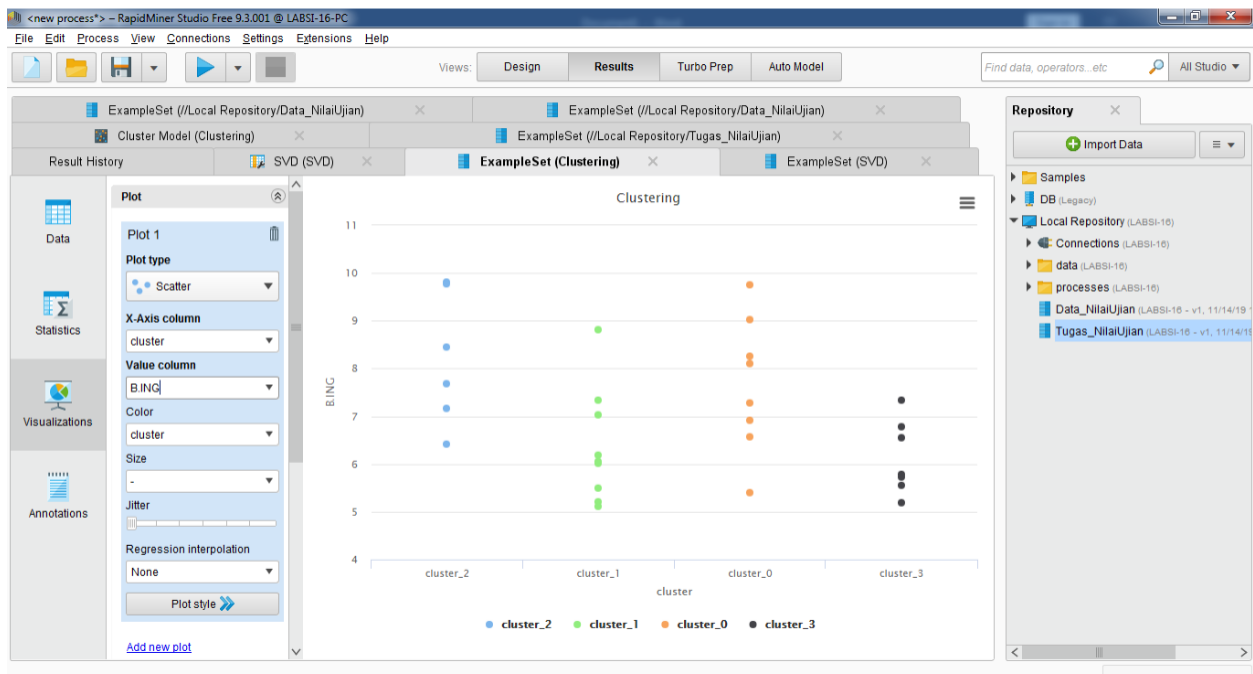 <new process*> – RapidMiner Studio Free 9.3.001 @ LABSI-16-PC
File Edit Process View Connections Settings Extensions Help
Views: Design Results Turbo Prep Auto Model
Find data, operators...etc All Studio
ExampleSet (//Local Repository/Data_NilaiUjian) ExampleSet (//Local Repository/Data_NilaiUjian)
Cluster Model (Clustering) ExampleSet (//Local Repository/Tugas_NilaiUjian)
Result History SVD (SVD) ExampleSet (Clustering) ExampleSet (SVD)
Data
Statistics
Visualizations
Annotations
Plot
Plot 1
Plot type
Scatter
X-Axis column
cluster
Value column
B.ING
Color
cluster
Size
-
Jitter
Regression interpolation
None
Plot style
Add new plot
Clustering
11
10
9
8
7
6
5
4
B.ING
cluster_2 cluster_1 cluster_0 cluster_3
cluster
cluster_2 cluster_1 cluster_0 cluster_3
Repository
Import Data
Samples
DB (Legacy)
Local Repository (LABSI-16)
Connections (LABSI-16)
data (LABSI-16)
processes (LABSI-16)
Data_NilaiUjian (LABSI-16 - v1, 11/14/19
Tugas_NilaiUjian (LABSI-16 - v1, 11/14/19